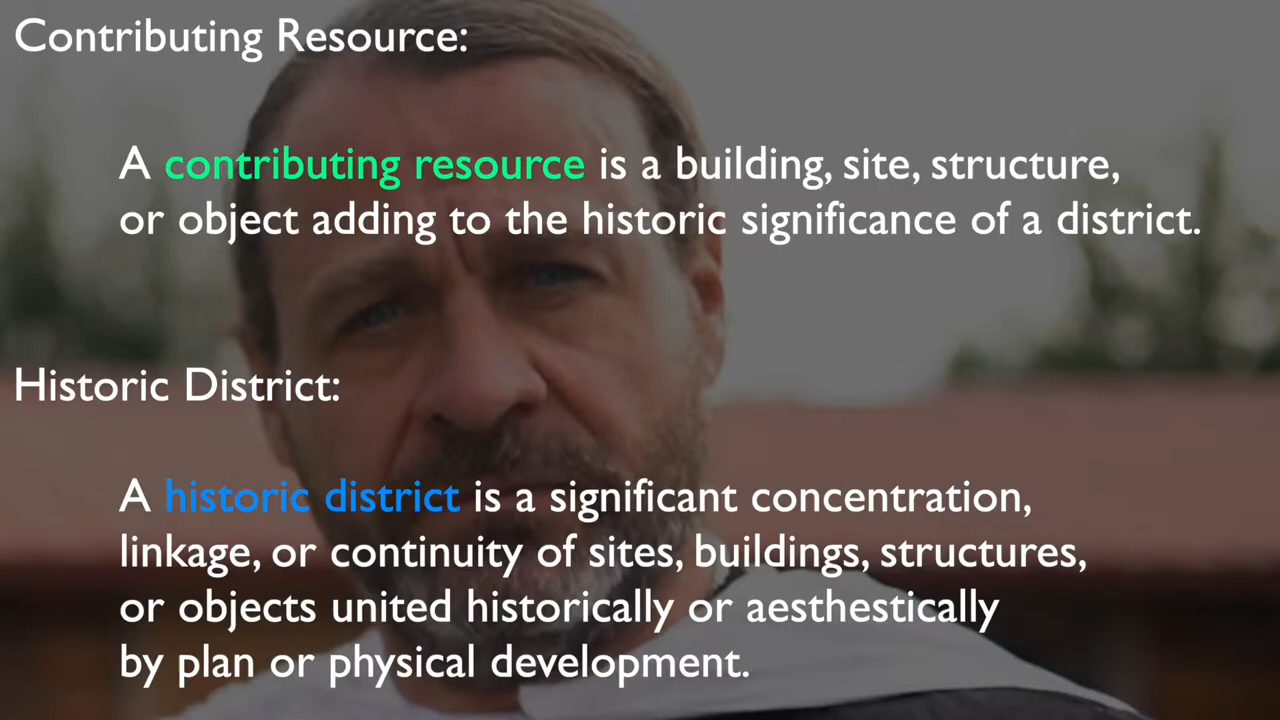 Contributing Resource:
A contributing resource is a building, site, structure,
or object adding to the historic significance of a district.
Historic District:
A historic district is a significant concentration,
linkage, or continuity of sites, buildings, structures,
or objects united historically or aesthestically
by plan or physical development.